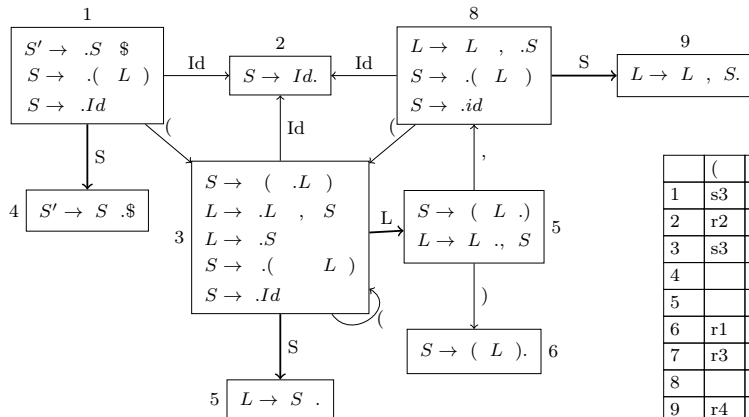 1
S′ → .S $
S → .( L )
S → .Id
Id
2
S → Id.
Id
8
L → L , .S
S → .( L )
S → .id
S
9
L → L , S.
S
(
Id
(
,
4
S′ → S .$
3
S → ( .L )
L → .L , S
L → .S
S → .( L )
S → .Id
L
S → ( L .)
L → L ., S
5
(
)
S → ( L ).
6
S
5
L → S .
(
1 s3
2 r2
3 s3
4
5
6 r1
7 r3
8
9 r4